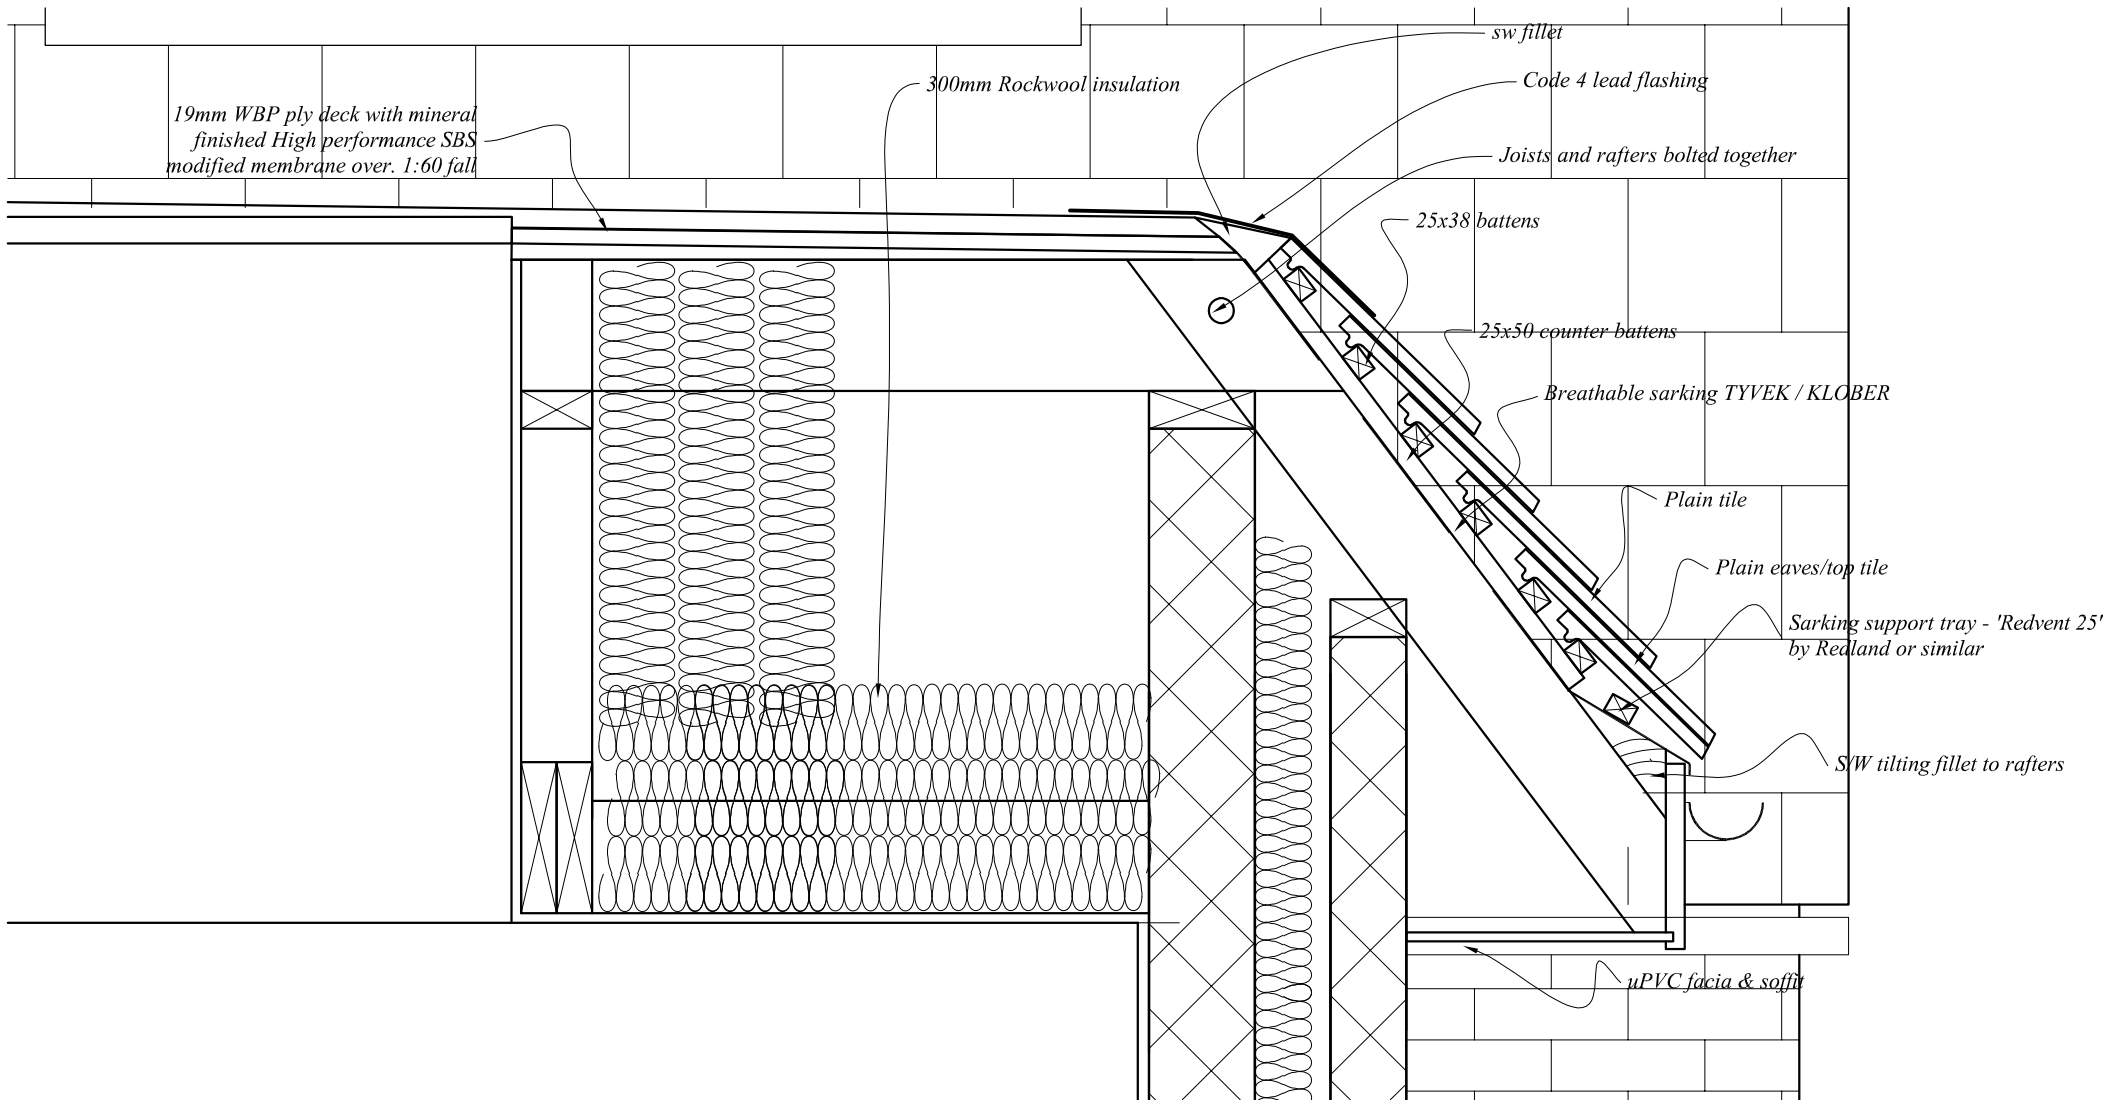 sw fillet
Code 4 lead flashing
300mm Rockwool insulation
19mm WBP ply deck with mineral
finished High performance SBS
modified membrane over. 1:60 fall
Joists and rafters bolted together
25x38 battens
25x50 counter battens
Breathable sarking TYVEK / KLOBER
Plain tile
Plain eaves/top tile
Sarking support tray - 'Redvent 25'
by Redland or similar
S/W tilting fillet to rafters
uPVC facia & soffit